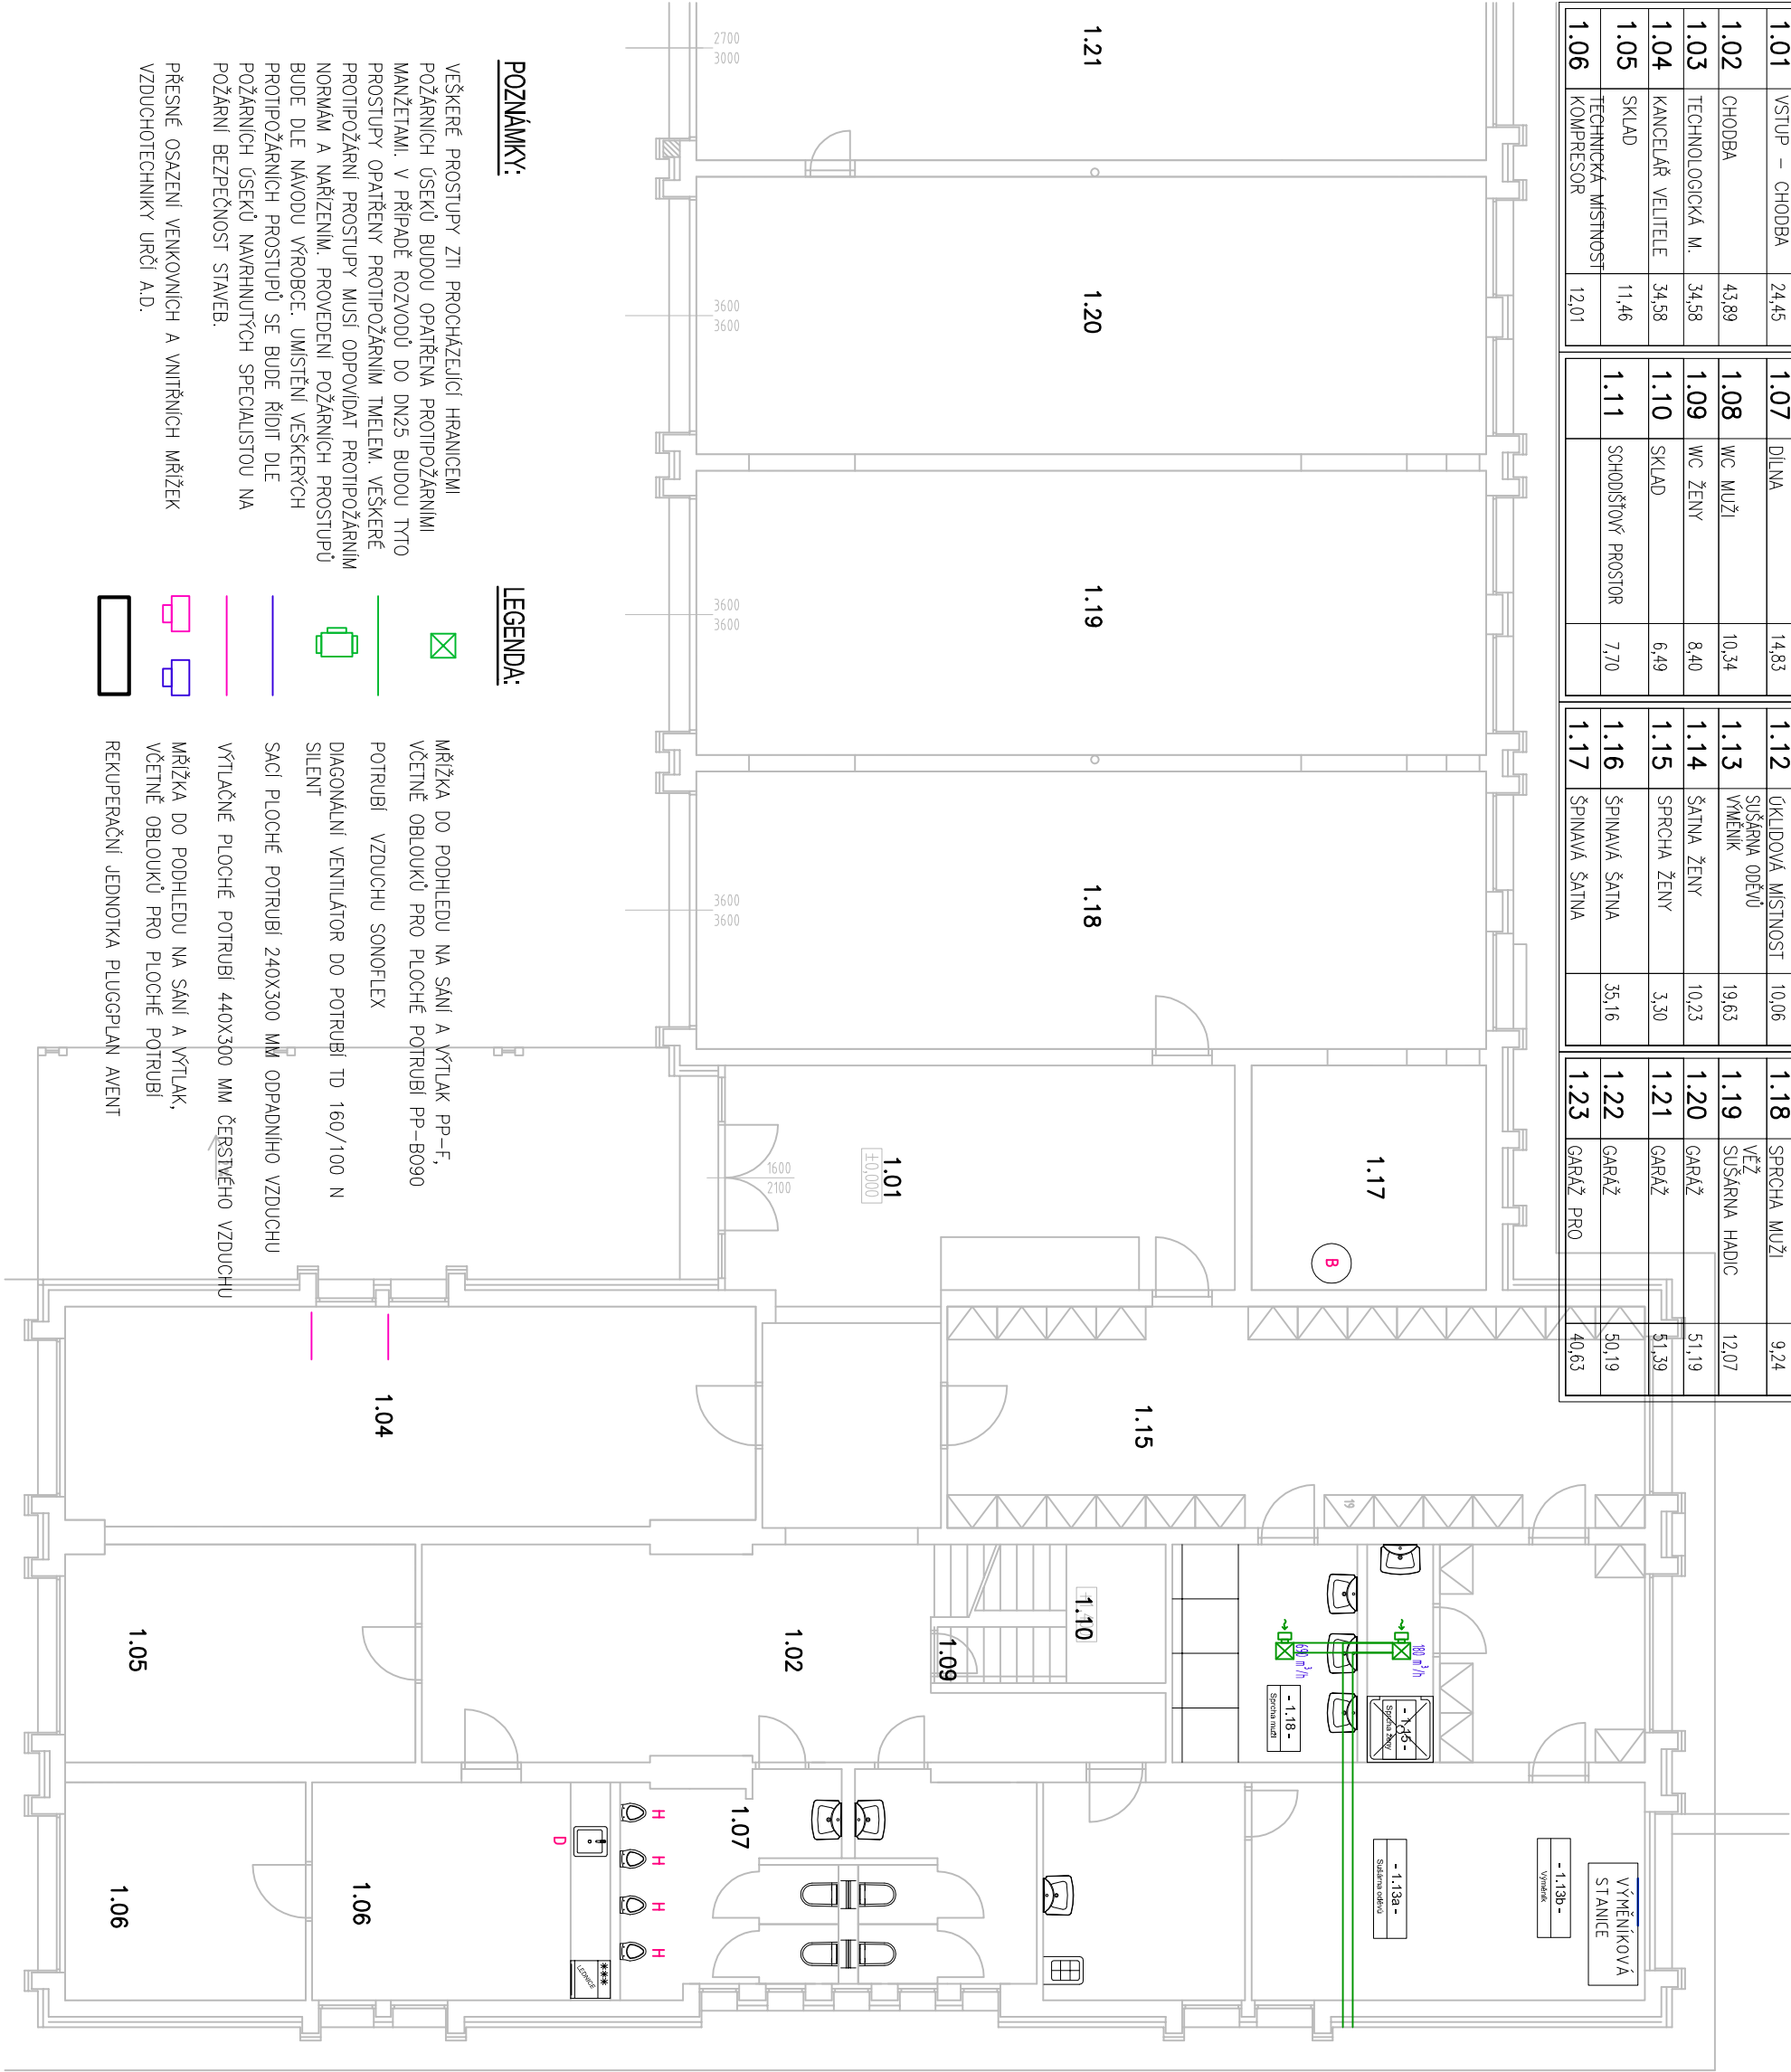 1.01 VSTUP – CHODBA 24,45
1.02 CHODBA 43,89
1.03 TECHNOLOGICKÁ M. 34,58
1.04 KANCELÁŘ VELITELE 34,58
1.05 SKLAD 11,46
1.06 TECHNICKÁ MÍSTNOST
KOMPRESOR 12,01
1.07 DÍLNA 14,83
1.08 WC MUŽI 10,34
1.09 WC ŽENY 8,40
1.10 SKLAD 6,49
1.11 SCHODIŠŤOVÝ PROSTOR 7,70
1.12 ÚKLIDOVÁ MÍSTNOST 10,06
1.13 SUŠÁRNA ODĚVŮ
VÝMĚNÍK 19,63
1.14 ŠATNA ŽENY 10,23
1.15 SPRCHA ŽENY 3,30
1.16 ŠPINAVÁ ŠATNA 35,16
1.17 ŠPINAVÁ ŠATNA
1.18 SPRCHA MUŽI 9,24
1.19 VĚŽ
SUŠÁRNA HADIC 12,07
1.20 GARÁŽ 51,19
1.21 GARÁŽ 51,39
1.22 GARÁŽ 50,19
1.23 GARÁŽ PRO 40,63
1.21
1.20
1.19
1.18
2700
3000
3600
3600
3600
3600
3600
3600
1.17
B
1.01
±0,000
1600
2100
1.15
19
1.04
1.10
1.09
1.02
1.05
180 m³/h
690 m³/h
- 1.15 -
Sprcha ženy
- 1.18 -
Sprcha muži
VÝMĚNÍKOVÁ
STANICE
- 1.13b -
Výměník
- 1.13a -
Sušárna oděvů
1.07
H
H
H
H
D
LEDNICE
1.06
1.06
POZNÁMKY:
VEŠKERÉ PROSTUPY ZTI PROCHÁZEJÍCÍ HRANICEMI
POŽÁRNÍCH ÚSEKŮ BUDOU OPATŘENA PROTIPOŽÁRNÍMI
MANŽETAMI. V PŘÍPADĚ ROZVODŮ DO DN25 BUDOU TYTO
PROSTUPY OPATŘENY PROTIPOŽÁRNÍM TMELEM. VEŠKERÉ
PROTIPOŽÁRNÍ PROSTUPY MUSÍ ODPOVÍDAT PROTIPOŽÁRNÍM
NORMÁM A NAŘÍZENÍM. PROVEDENÍ POŽÁRNÍCH PROSTUPŮ
BUDE DLE NÁVODU VÝROBCE. UMÍSTĚNÍ VEŠKERÝCH
PROTIPOŽÁRNÍCH PROSTUPŮ SE BUDE ŘÍDIT DLE
POŽÁRNÍCH ÚSEKŮ NAVRHNUTÝCH SPECIALISTOU NA
POŽÁRNÍ BEZPEČNOST STAVEB.
PŘESNÉ OSAZENÍ VENKOVNÍCH A VNITŘNÍCH MŘÍŽEK
VZDUCHOTECHNIKY URČÍ A.D.
LEGENDA:
MŘÍŽKA DO PODHLEDU NA SÁNÍ A VÝTLAK PP–F,
VČETNĚ OBLOUKŮ PRO PLOCHÉ POTRUBÍ PP–B090
POTRUBÍ VZDUCHU SONOFLEX
DIAGONÁLNÍ VENTILÁTOR DO POTRUBÍ TD 160/100 N
SILENT
SACÍ PLOCHÉ POTRUBÍ 240X300 MM ODPADNÍHO VZDUCHU
VÝTLAČNÉ PLOCHÉ POTRUBÍ 440X300 MM ČERSTVÉHO VZDUCHU
MŘÍŽKA DO PODHLEDU NA SÁNÍ A VÝTLAK,
VČETNĚ OBLOUKŮ PRO PLOCHÉ POTRUBÍ
REKUPERAČNÍ JEDNOTKA PLUGGPLAN AVENT